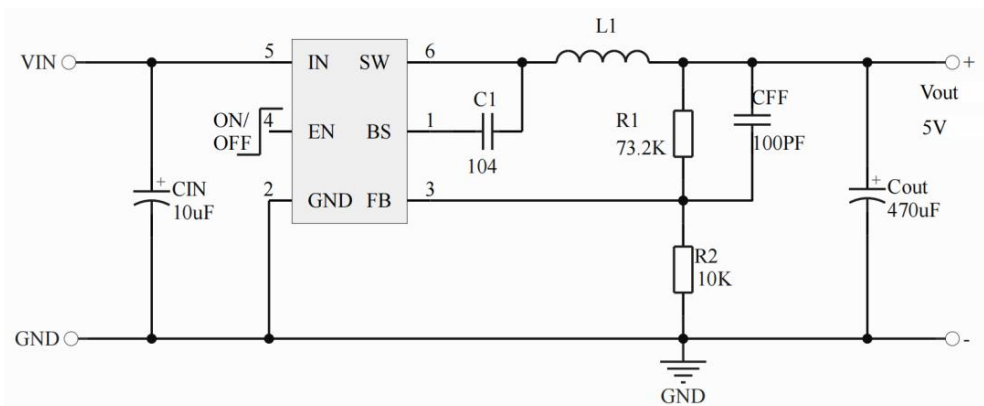 L1
VIN
5
IN
SW
6
+
CFF
Vout
C1
ON/
OFF
4
EN
BS
1
R1
5V
73.2K
100PF
104
+
CIN
10uF
2
GND
FB
3
+
Cout
470uF
R2
10K
GND
-
GND